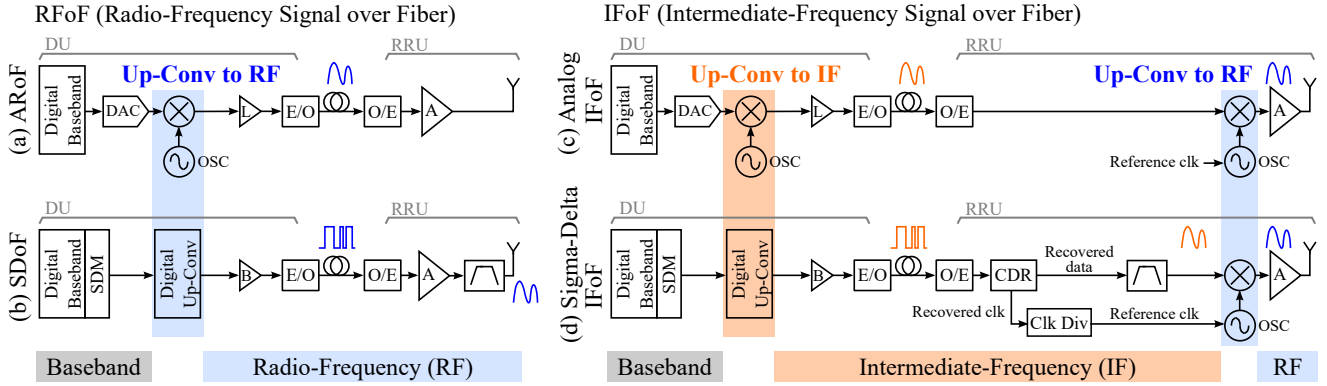 RFoF (Radio-Frequency Signal over Fiber)
DU
RRU
Up-Conv to RF
(a) ARoF
Digital
Baseband
DAC
L
E/O
O/E
A
OSC
DU
RRU
(b) SDoF
Digital
Baseband
SDM
Digital
Up-Conv
B
E/O
O/E
A
Baseband
Radio-Frequency (RF)
IFoF (Intermediate-Frequency Signal over Fiber)
DU
RRU
Up-Conv to IF
Up-Conv to RF
(c) Analog
IFoF
Digital
Baseband
DAC
L
E/O
O/E
A
OSC
Reference clk
OSC
DU
RRU
(d) Sigma-Delta
IFoF
Digital
Baseband
SDM
Digital
Up-Conv
B
E/O
O/E
CDR
Recovered
data
A
Recovered clk
Clk Div
Reference clk
OSC
Baseband
Intermediate-Frequency (IF)
RF